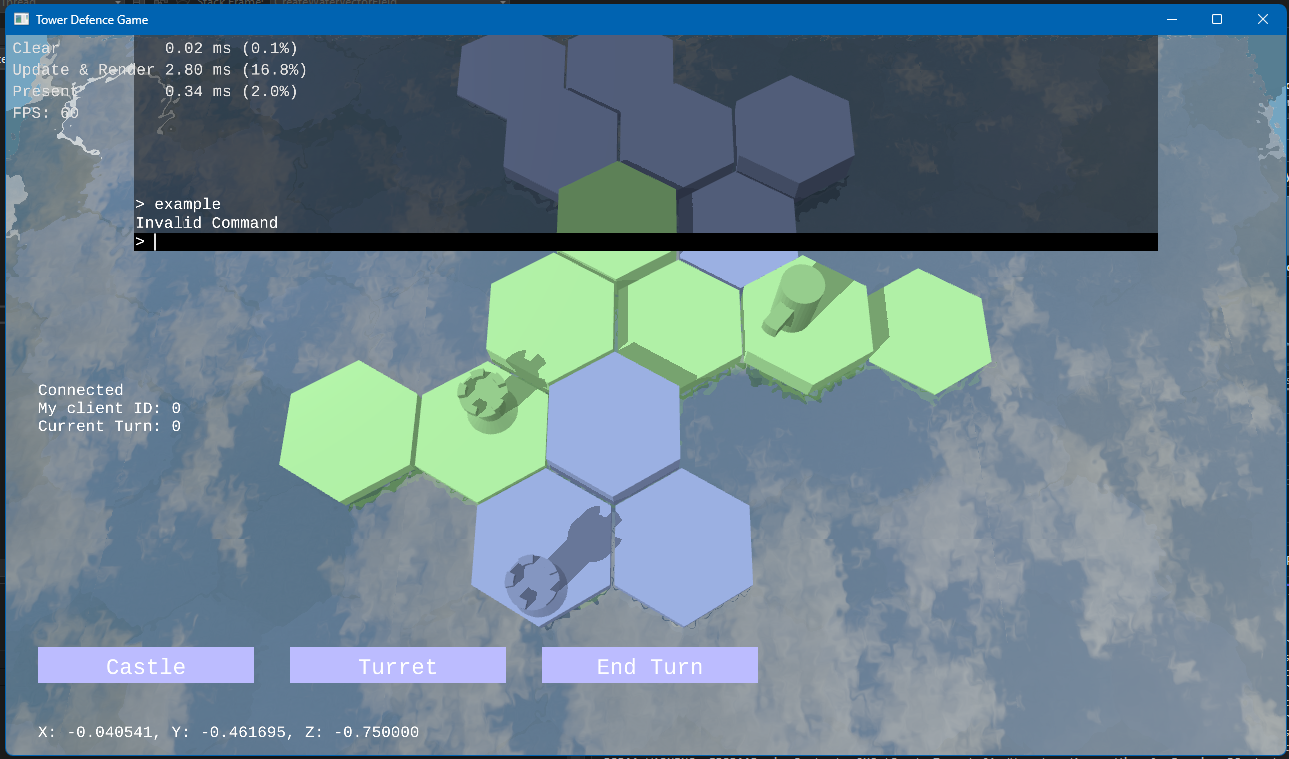 Tower Defence Game
Clear 0.02 ms (0.1%)
Update & Render 2.80 ms (16.8%)
Present 0.34 ms (2.0%)
FPS: 60
> example
Invalid Command
>
Connected
My client ID: 0
Current Turn: 0
Castle
Turret
End Turn
X: -0.040541, Y: -0.461695, Z: -0.750000